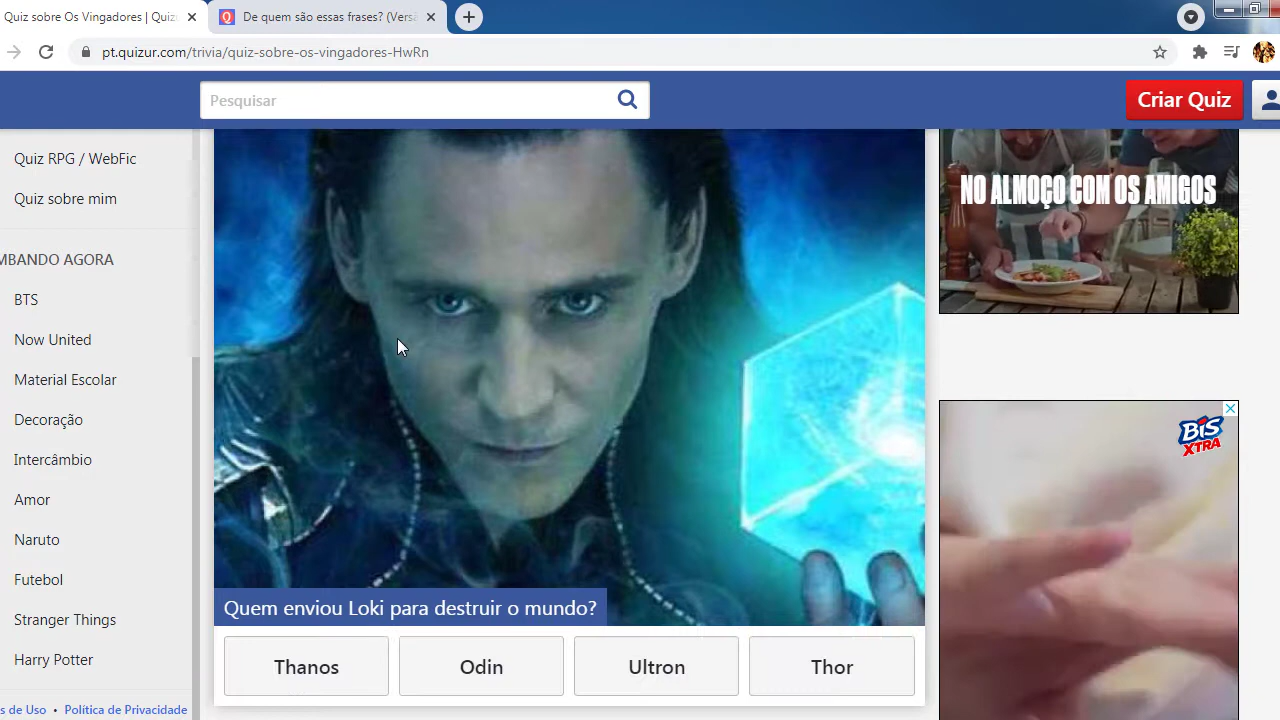 Quiz sobre Os Vingadores | Quiz
De quem são essas frases? (Versã
pt.quizur.com/trivia/quiz-sobre-os-vingadores-HwRn
Pesquisar
Criar Quiz
Quiz RPG / WebFic
Quiz sobre mim
MBANDO AGORA
BTS
Now United
Material Escolar
Decoração
Intercâmbio
Amor
Naruto
Futebol
Stranger Things
Harry Potter
s de Uso • Política de Privacidade
Quem enviou Loki para destruir o mundo?
Thanos
Odin
Ultron
Thor
NO ALMOÇO COM OS AMIGOS
BIS
XTRA